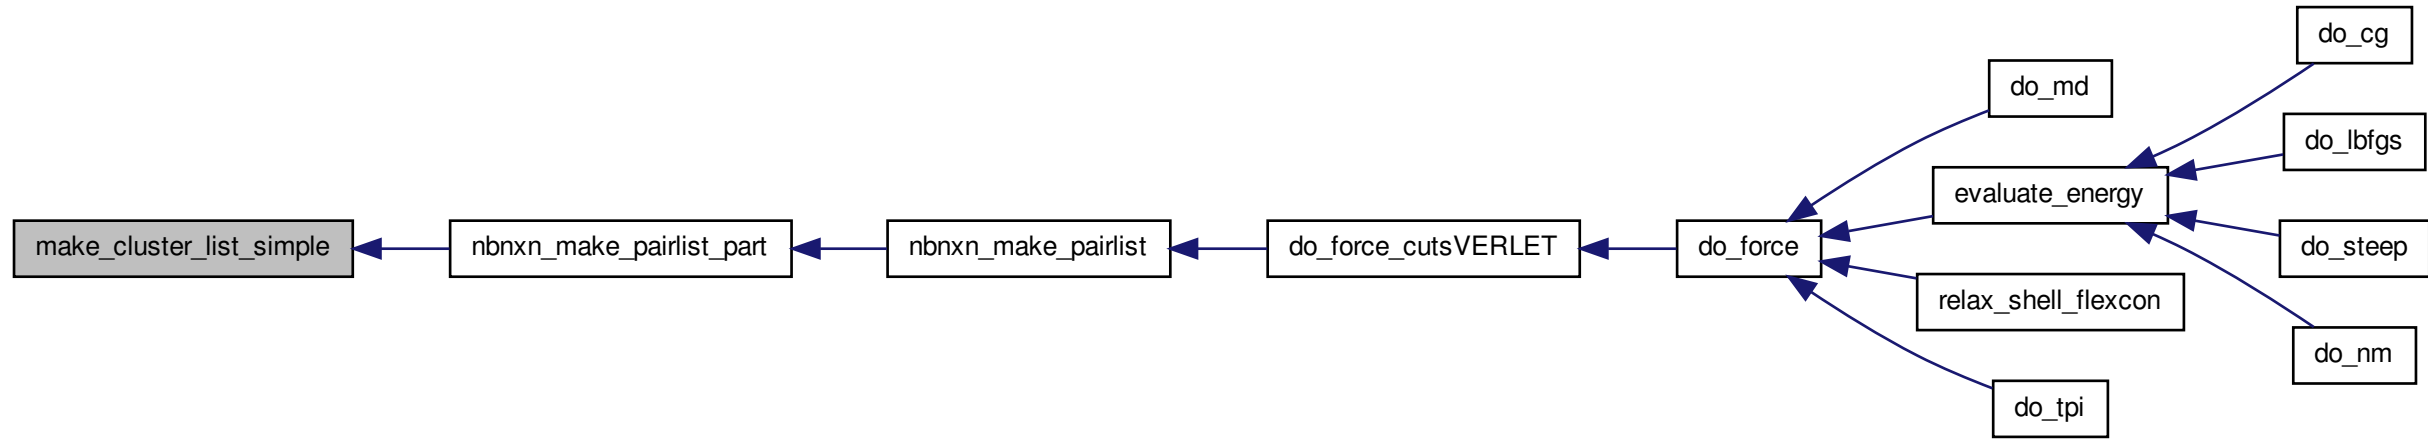 make_cluster_list_simple
nbnxn_make_pairlist_part
nbnxn_make_pairlist
do_force_cutsVERLET
do_force
do_md
evaluate_energy
relax_shell_flexcon
do_tpi
do_cg
do_lbfgs
do_steep
do_nm